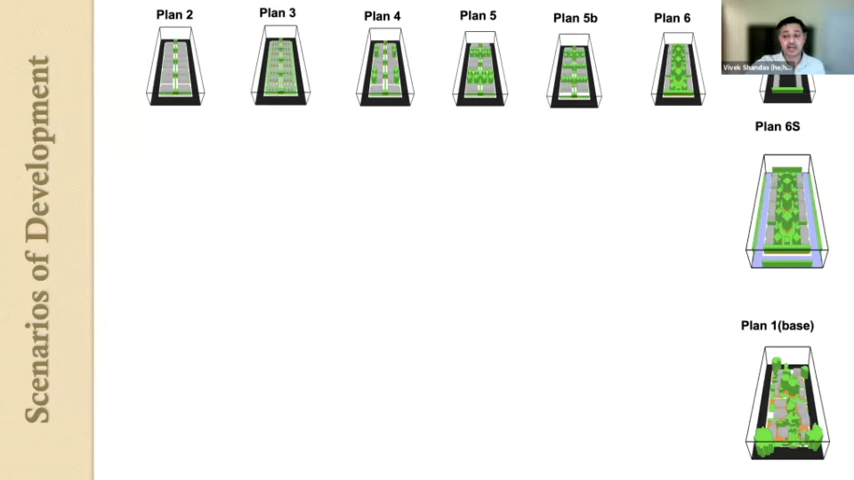 Scenarios of Development
Plan 2
Plan 3
Plan 4
Plan 5
Plan 5b
Plan 6
Vivek Shandas
Plan 6S
Plan 1(base)